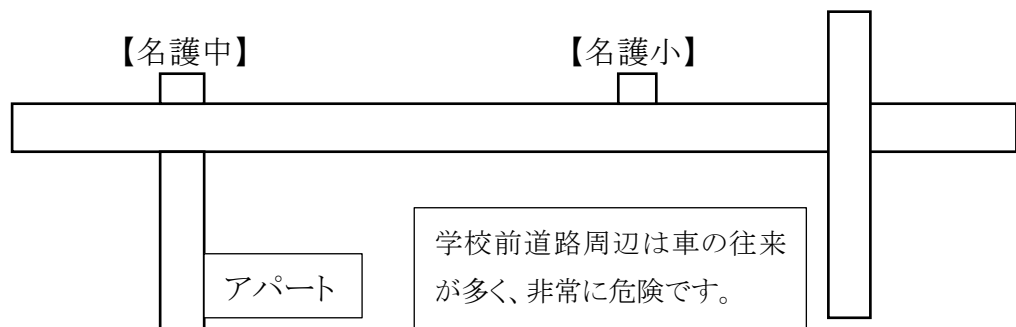 【名護中】
【名護小】
アパート
学校前道路周辺は車の往来
が多く、非常に危険です。